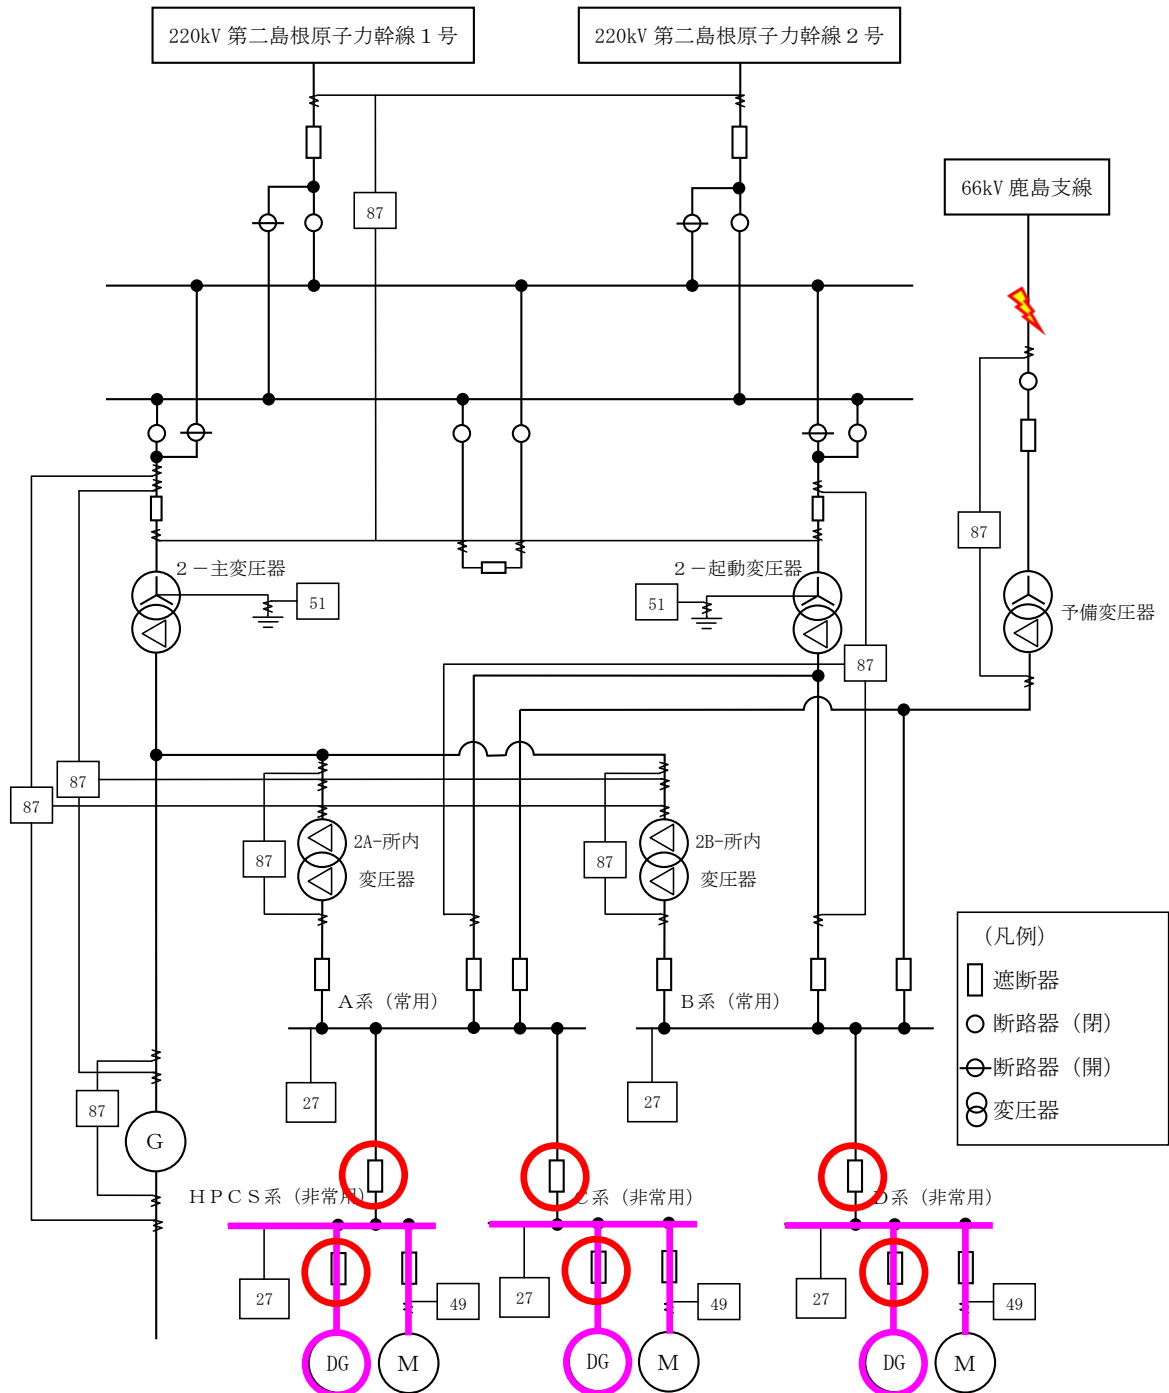 220kV 第二島根原子力幹線１号
220kV 第二島根原子力幹線２号
66kV 鹿島支線
87
87
２－主変圧器
２－起動変圧器
51
51
予備変圧器
87
87
87
2A-所内
変圧器
87
2B-所内
変圧器
87
(凡例)
遮断器
断路器（閉）
断路器（開）
変圧器
Ａ系（常用）
Ｂ系（常用）
27
27
87
G
ＨＰＣＳ系（非常用）
Ｃ系（非常用）
Ｄ系（非常用）
27
49
27
49
27
49
DG
M
DG
M
DG
M